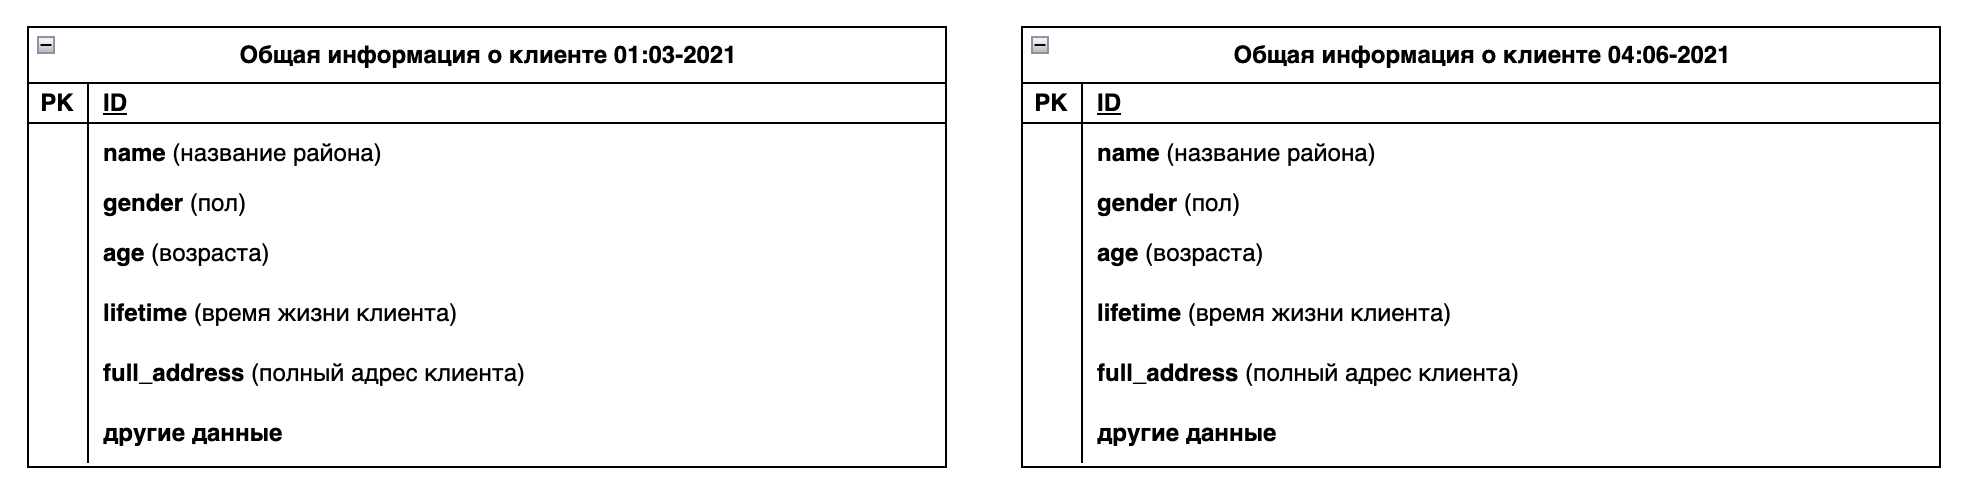 Общая информация о клиенте 01:03-2021
PK ID
name (название района)
gender (пол)
age (возраста)
lifetime (время жизни клиента)
full_address (полный адрес клиента)
другие данные
Общая информация о клиенте 04:06-2021
PK ID
name (название района)
gender (пол)
age (возраста)
lifetime (время жизни клиента)
full_address (полный адрес клиента)
другие данные